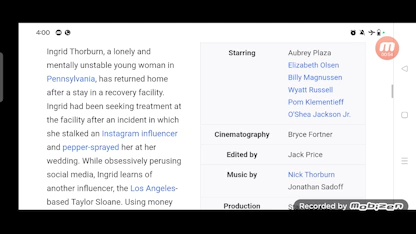 4:00
Ingrid Thorburn, a lonely and
mentally unstable young woman in
Pennsylvania, has returned home
after a stay in a recovery facility.
Ingrid had been seeking treatment at
the facility after an incident in which
she stalked an Instagram influencer
and pepper-sprayed her at her
wedding. While obsessively perusing
social media, Ingrid learns of
another influencer, the Los Angeles-
based Taylor Sloane. Using money
Starring
Aubrey Plaza
Elizabeth Olsen
Billy Magnussen
Wyatt Russell
Pom Klementieff
O'Shea Jackson Jr.
Cinematography
Bryce Fortner
Edited by
Jack Price
Music by
Nick Thorburn
Jonathan Sadoff
Production
Recorded by Mobizen